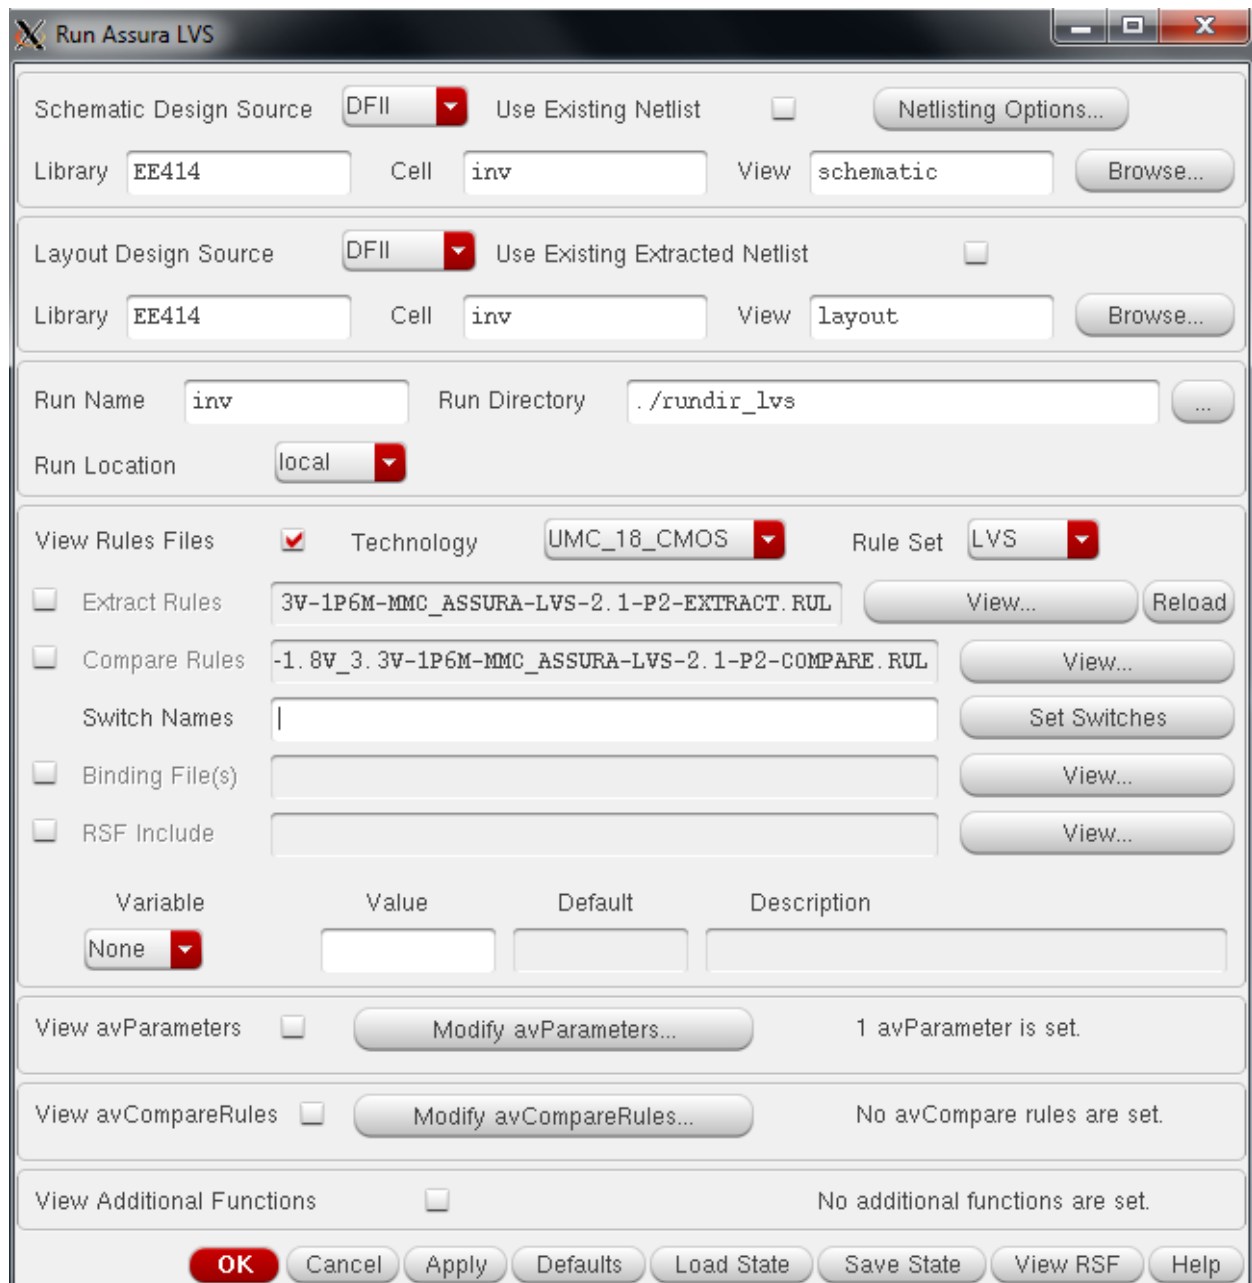 Run Assura LVS
Schematic Design Source DFII Use Existing Netlist Netlisting Options...
Library EE414 Cell inv View schematic Browse...
Layout Design Source DFII Use Existing Extracted Netlist
Library EE414 Cell inv View layout Browse...
Run Name inv Run Directory ./rundir_lvs ...
Run Location local
View Rules Files Technology UMC_18_CMOS Rule Set LVS
Extract Rules 3V-1P6M-MMC_ASSURA-LVS-2.1-P2-EXTRACT.RUL View... Reload
Compare Rules -1.8V_3.3V-1P6M-MMC_ASSURA-LVS-2.1-P2-COMPARE.RUL View...
Switch Names Set Switches
Binding File(s) View...
RSF Include View...
Variable Value Default Description
None
View avParameters Modify avParameters... 1 avParameter is set.
View avCompareRules Modify avCompareRules... No avCompare rules are set.
View Additional Functions No additional functions are set.
OK Cancel Apply Defaults Load State Save State View RSF Help